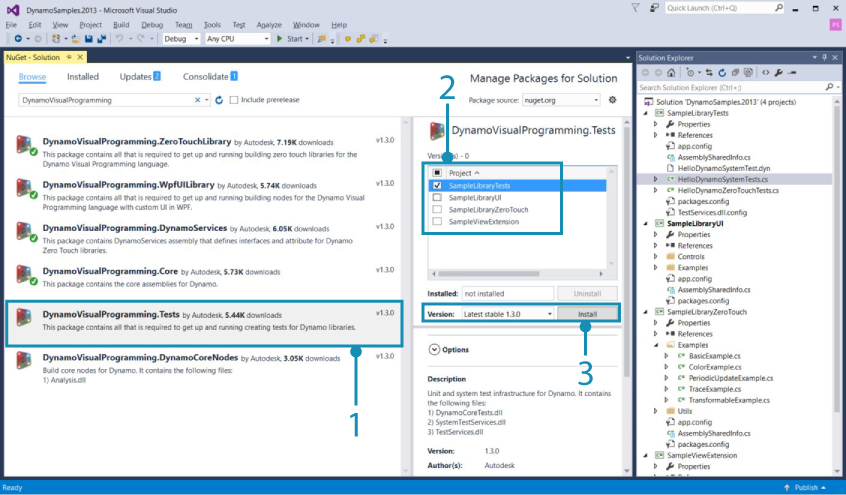 DynamoSamples.2013 - Microsoft Visual Studio
Quick Launch (Ctrl+Q)
File Edit View Project Build Debug Team Tools Test Analyze Window Help
PS
Debug Any CPU Start
NuGet - Solution
Browse Installed Updates 2 Consolidate 1
Manage Packages for Solution
DynamoVisualProgramming
Include prerelease
Package source: nuget.org
DynamoVisualProgramming.ZeroTouchLibrary by Autodesk, 7.19K downloads v1.3.0
This package contains all that is required to get up and running building zero touch libraries for the
Dynamo Visual Programming language.
DynamoVisualProgramming.WpfUILibrary by Autodesk, 5.74K downloads v1.3.0
This package contains all that is required to get up and running building nodes for the Dynamo Visual
Programming language with custom UI in WPF.
DynamoVisualProgramming.DynamoServices by Autodesk, 6.05K downloads v1.3.0
This package contains DynamoServices assembly that defines interfaces and attribute for Dynamo
Zero Touch libraries.
DynamoVisualProgramming.Core by Autodesk, 5.73K downloads v1.3.0
This package contains the core assemblies for Dynamo.
DynamoVisualProgramming.Tests by Autodesk, 5.44K downloads v1.3.0
This package contains all that is required to get up and running creating tests for Dynamo libraries.
DynamoVisualProgramming.DynamoCoreNodes by Autodesk, 3.05K downloads v1.3.0
Build core nodes for Dynamo. It contains the following files:
1) Analysis.dll
1
2
DynamoVisualProgramming.Tests
Version(s) - 0
Project
SampleLibraryTests
SampleLibraryUI
SampleLibraryZeroTouch
SampleViewExtension
Installed: not installed Uninstall
Version: Latest stable 1.3.0 Install
3
Options
Description
Unit and system test infrastructure for Dynamo. It contains
the following files:
1) DynamoCoreTests.dll
2) SystemTestServices.dll
3) TestServices.dll
Version: 1.3.0
Author(s): Autodesk
Solution Explorer
Search Solution Explorer (Ctrl+;)
Solution 'DynamoSamples.2013' (4 projects)
SampleLibraryTests
Properties
References
app.config
AssemblySharedInfo.cs
HelloDynamoSystemTest.dyn
HelloDynamoSystemTests.cs
HelloDynamoZeroTouchTests.cs
packages.config
TestServices.dll.config
SampleLibraryUI
Properties
References
Controls
Examples
app.config
AssemblySharedInfo.cs
packages.config
SampleLibraryZeroTouch
Properties
References
Examples
BasicExample.cs
ColorExample.cs
PeriodicUpdateExample.cs
TraceExample.cs
TransformableExample.cs
Utils
app.config
AssemblySharedInfo.cs
packages.config
SampleViewExtension
Properties
Ready
Publish